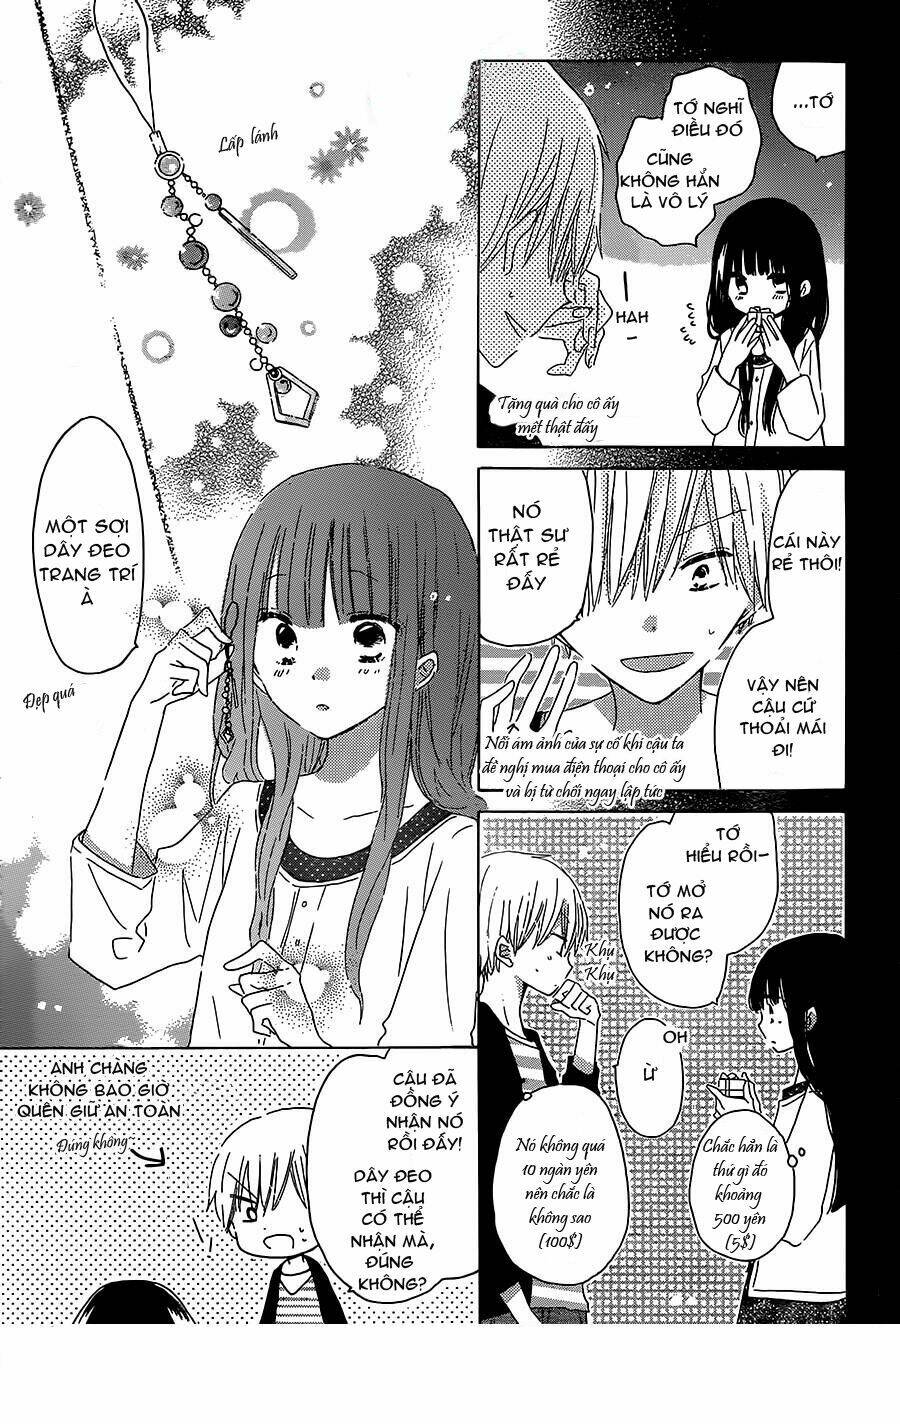 ...TỚ
TỚ NGHĨ
ĐIỀU ĐÓ
CŨNG
KHÔNG HẲN
LÀ VÔ LÝ
HAH
Tặng quà cho cô ấy
mệt thật đấy
CÁI NÀY
RẺ THÔI!
NÓ
THẬT SƯ
RẤT RẺ
ĐẤY
VẬY NÊN
CẬU CỨ
THOẢI MÁI
ĐI!
Nỗi ám ảnh của sự cố khi cậu ta
đề nghị mua điện thoại cho cô ấy
và bị từ chối ngay lập tức
TỚ
HIỂU RỒI~
TỚ MỞ
NÓ RA
ĐƯỢC
KHÔNG?
Khụ
Khụ
OH
Ừ
Chắc hẳn là
thứ gì đó
khoảng
500 yên
(5$)
Nó không quá
10 ngàn yên
nên chắc là
không sao
(100$)
Lấp lánh
MỘT SỢI
DÂY ĐEO
TRANG TRÍ
À
Đẹp quá
CẬU ĐÃ
ĐỒNG Ý
NHẬN NÓ
RỒI ĐẤY!
DÂY ĐEO
THÌ CẬU
CÓ THỂ
NHẬN MÀ,
ĐÚNG
KHÔNG?
ANH CHÀNG
KHÔNG BAO GIỜ
QUÊN GIỮ AN TOÀN
Đúng không